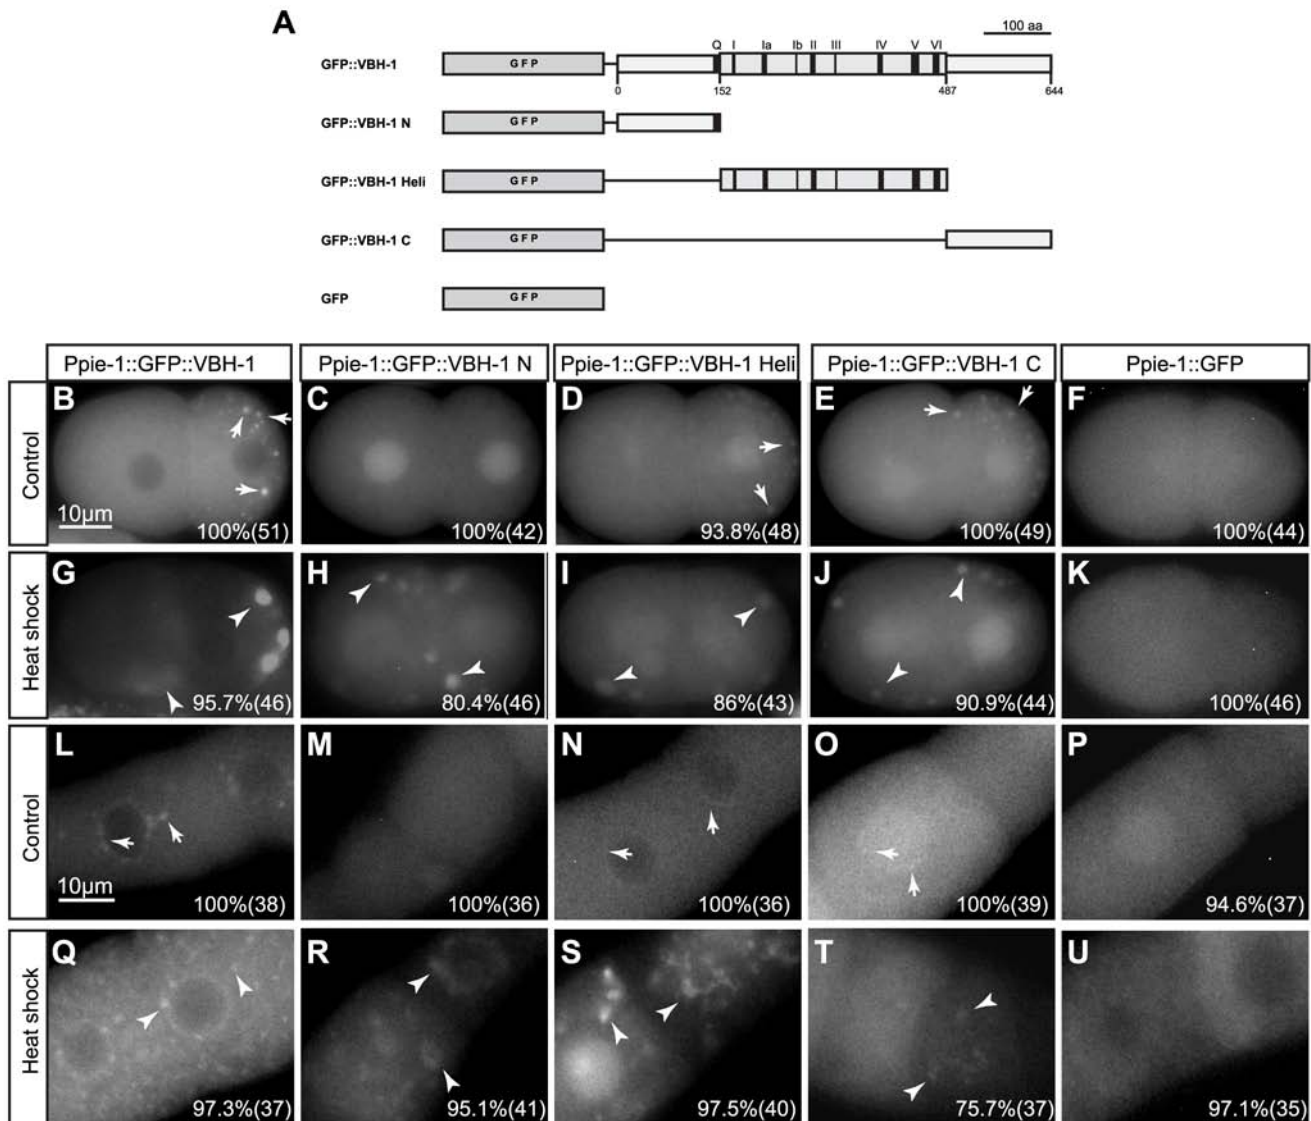 A
100 aa
Q I Ia Ib II III IV V VI
GFP::VBH-1 GFP
0 152 487 644
GFP::VBH-1 N GFP
GFP::VBH-1 Heli GFP
GFP::VBH-1 C GFP
GFP GFP
Ppie-1::GFP::VBH-1 Ppie-1::GFP::VBH-1 N Ppie-1::GFP::VBH-1 Heli Ppie-1::GFP::VBH-1 C Ppie-1::GFP
Control
B C D E F
10µm
100%(51) 100%(42) 93.8%(48) 100%(49) 100%(44)
Heat shock
G H I J K
95.7%(46) 80.4%(46) 86%(43) 90.9%(44) 100%(46)
Control
L M N O P
10µm
100%(38) 100%(36) 100%(36) 100%(39) 94.6%(37)
Heat shock
Q R S T U
97.3%(37) 95.1%(41) 97.5%(40) 75.7%(37) 97.1%(35)